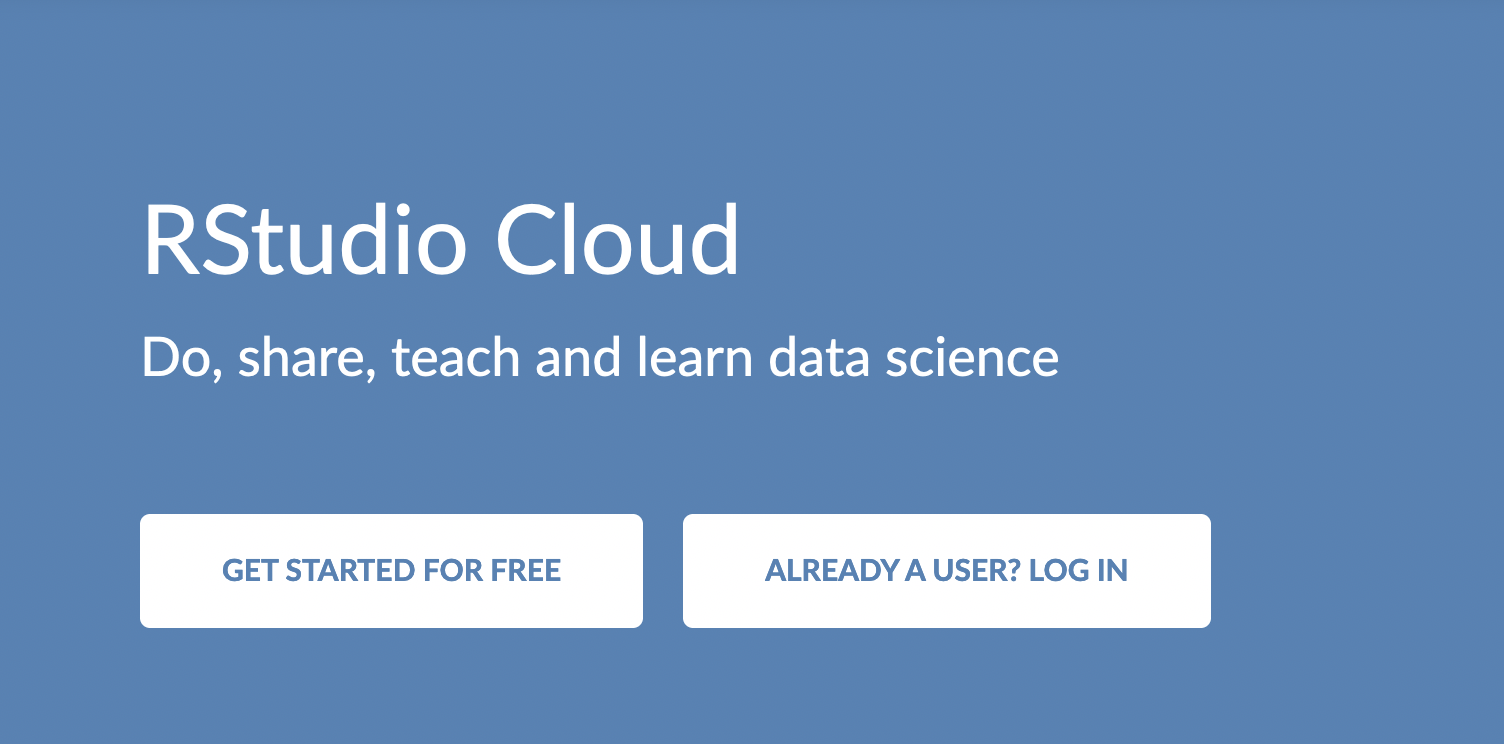 RStudio Cloud
Do, share, teach and learn data science
GET STARTED FOR FREE
ALREADY A USER? LOG IN